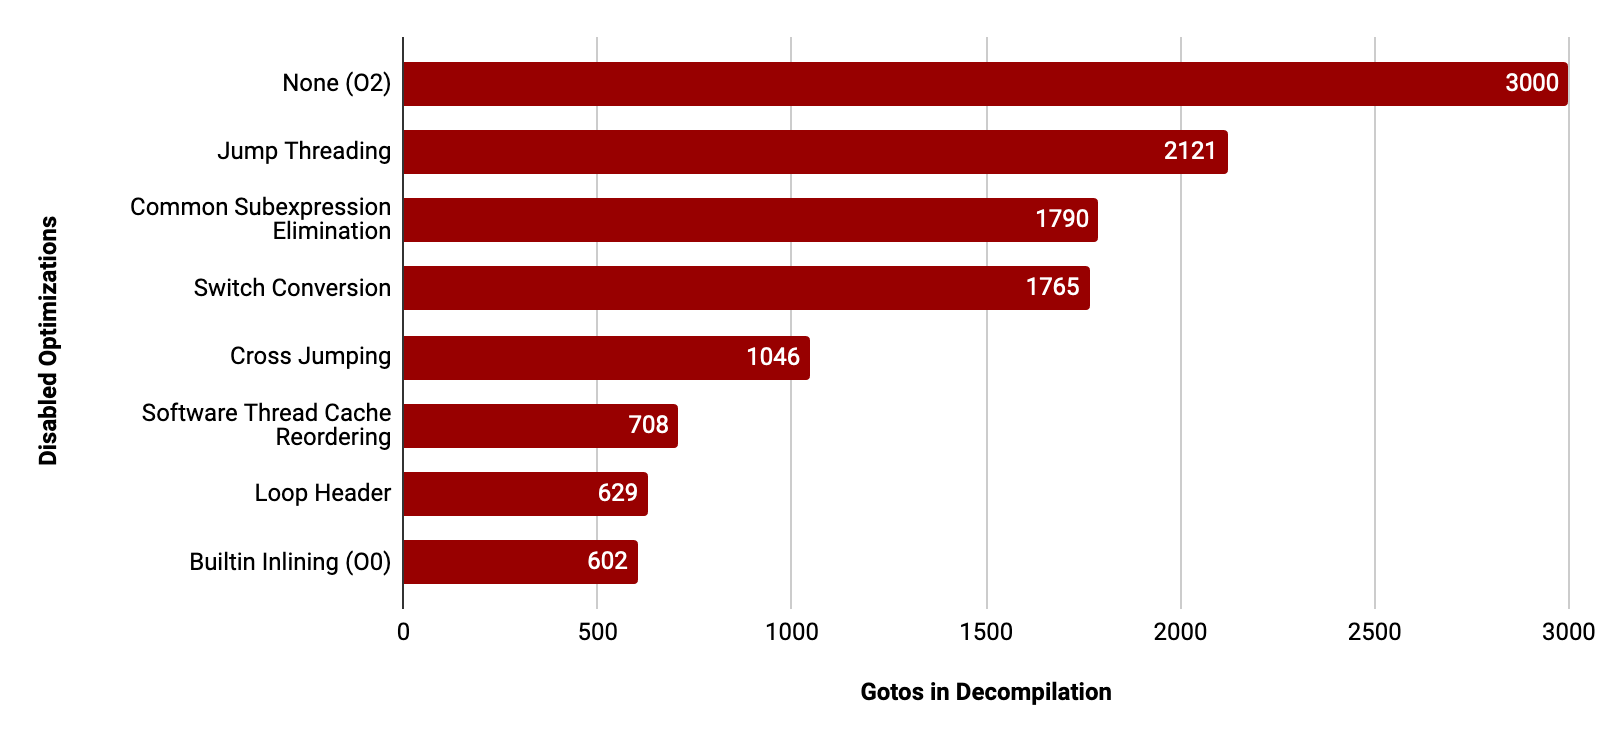 None (O2)
3000
Jump Threading
2121
Common Subexpression
Elimination
1790
Switch Conversion
1765
Cross Jumping
1046
Software Thread Cache
Reordering
708
Loop Header
629
Builtin Inlining (O0)
602
Disabled Optimizations
0 500 1000 1500 2000 2500 3000
Gotos in Decompilation